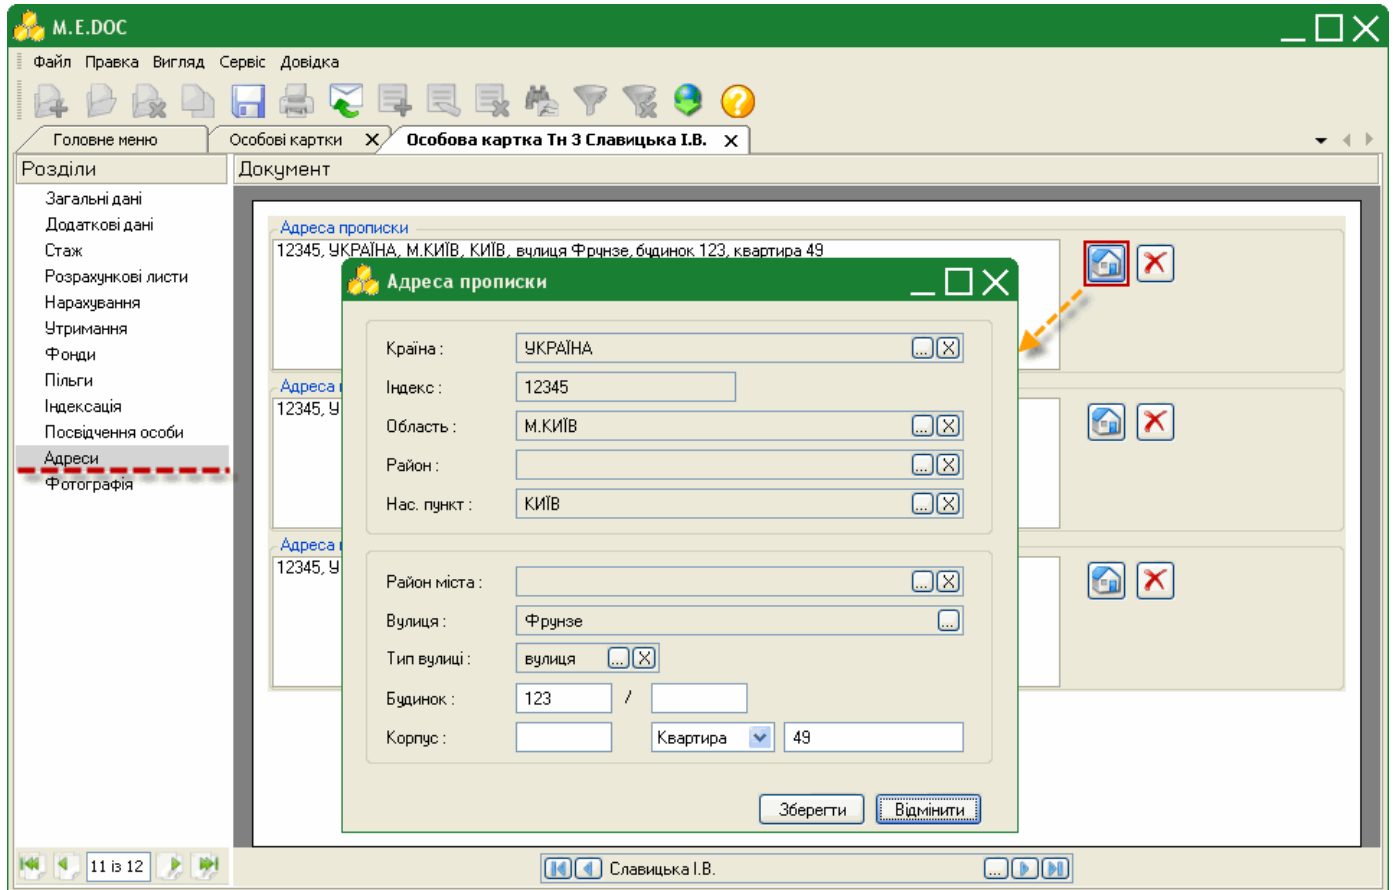 M.E.DOC
Файл Правка Вигляд Сервіс Довідка
Головне меню Особові картки Особова картка Тн 3 Славицька І.В.
Розділи Документ
Загальні дані
Додаткові дані
Стаж
Розрахункові листи
Нарахування
Утримання
Фонди
Пільги
Індексація
Посвідчення особи
Адреси
Фотографія
Адреса прописки
12345, УКРАЇНА, М.КИЇВ, КИЇВ, вулиця Фрунзе, будинок 123, квартира 49
Адреса
12345, У
Адреса
12345, У
Адреса прописки
Країна : УКРАЇНА
Індекс : 12345
Область : М.КИЇВ
Район :
Нас. пункт : КИЇВ
Район міста :
Вулиця : Фрунзе
Тип вулиці : вулиця
Будинок : 123 /
Корпус : Квартира 49
Зберегти Відмінити
11 із 12 Славицька І.В.